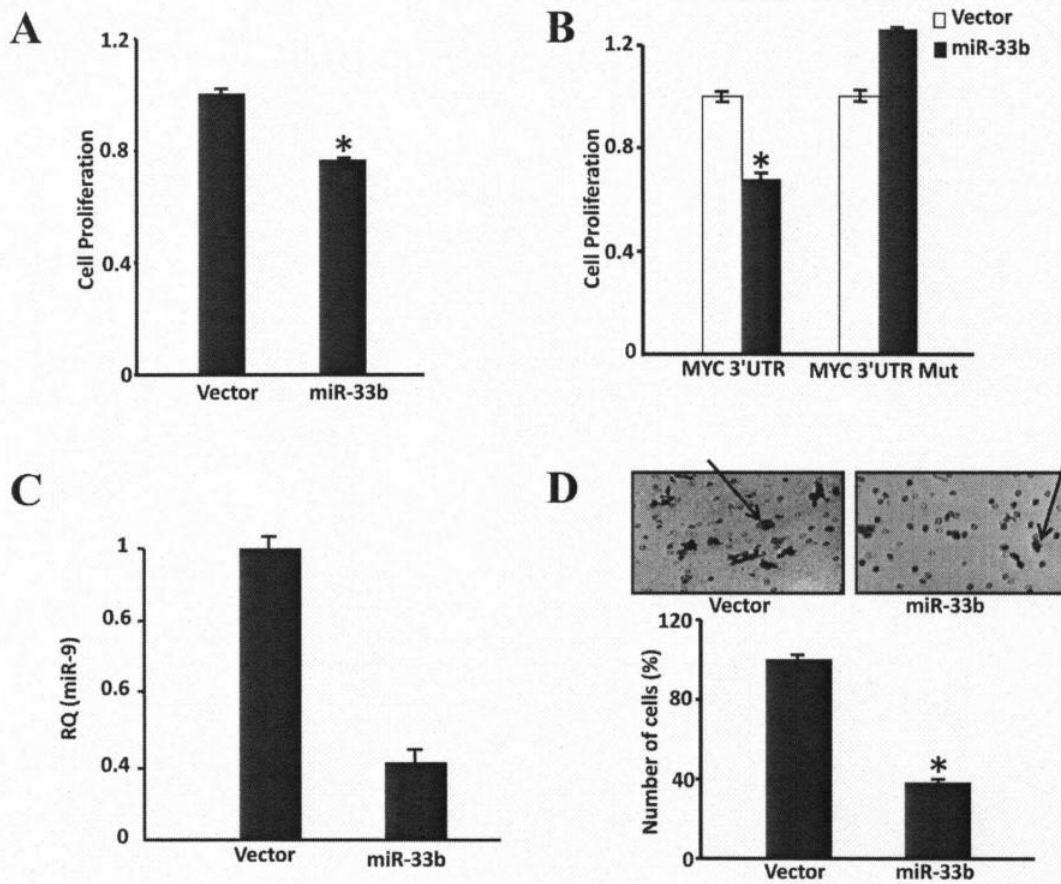 A
1.2
0.8
0.4
0
Cell Proliferation
*
Vector
miR-33b
B
Vector
miR-33b
1.2
0.8
0.4
0
Cell Proliferation
*
MYC 3'UTR
MYC 3'UTR Mut
C
1
0.6
0.6
0.4
0
RQ (miR-9)
Vector
miR-33b
D
Vector
miR-33b
120
80
40
0
Number of cells (%)
*
Vector
miR-33b